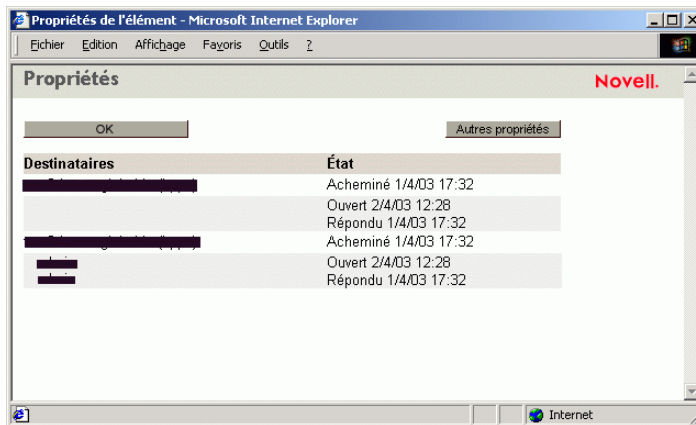 Propriétés de l'élément - Microsoft Internet Explorer
Fichier Edition Affichage Favoris Outils ?
Propriétés Novell.
OK Autres propriétés
Destinataires État
Acheminé 1/4/03 17:32
Ouvert 2/4/03 12:28
Répondu 1/4/03 17:32
Acheminé 1/4/03 17:32
Ouvert 2/4/03 12:28
Répondu 1/4/03 17:32
Internet